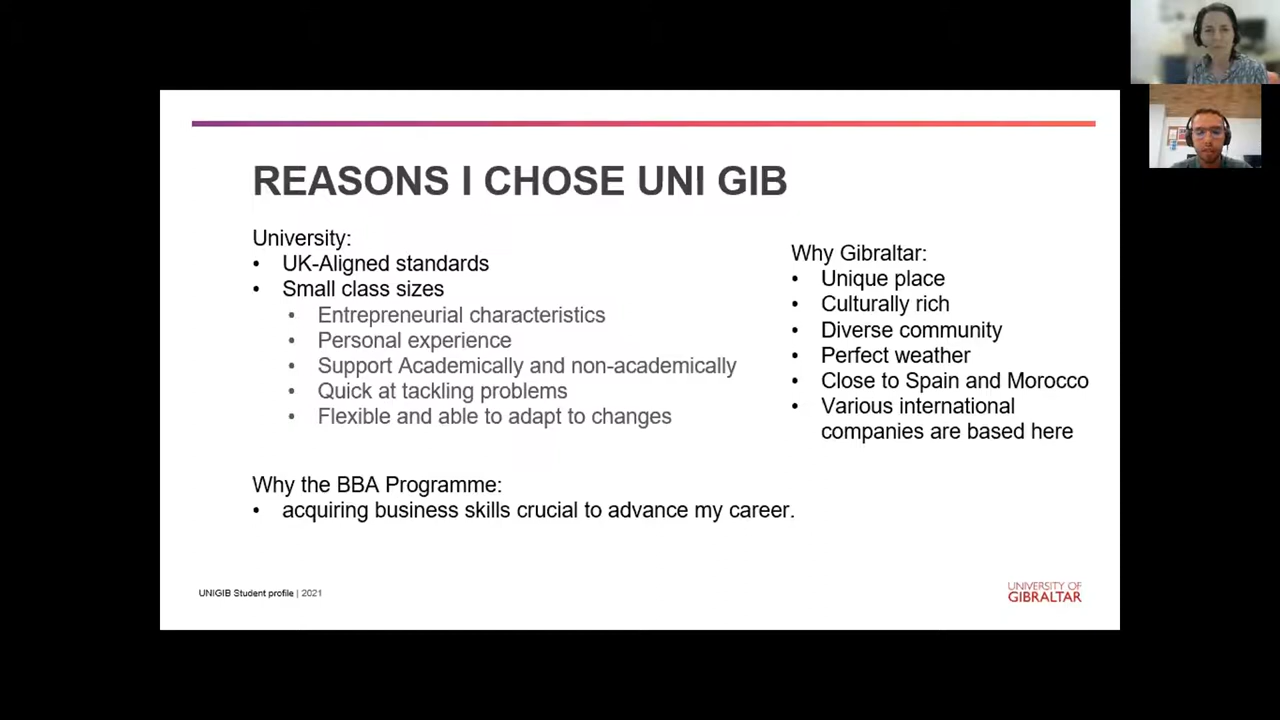 REASONS I CHOSE UNI GIB
University:
• UK-Aligned standards
• Small class sizes
• Entrepreneurial characteristics
• Personal experience
• Support Academically and non-academically
• Quick at tackling problems
• Flexible and able to adapt to changes
Why the BBA Programme:
• acquiring business skills crucial to advance my career.
Why Gibraltar:
• Unique place
• Culturally rich
• Diverse community
• Perfect weather
• Close to Spain and Morocco
• Various international
companies are based here
UNIGIB Student profile | 2021
UNIVERSITY OF
GIBRALTAR